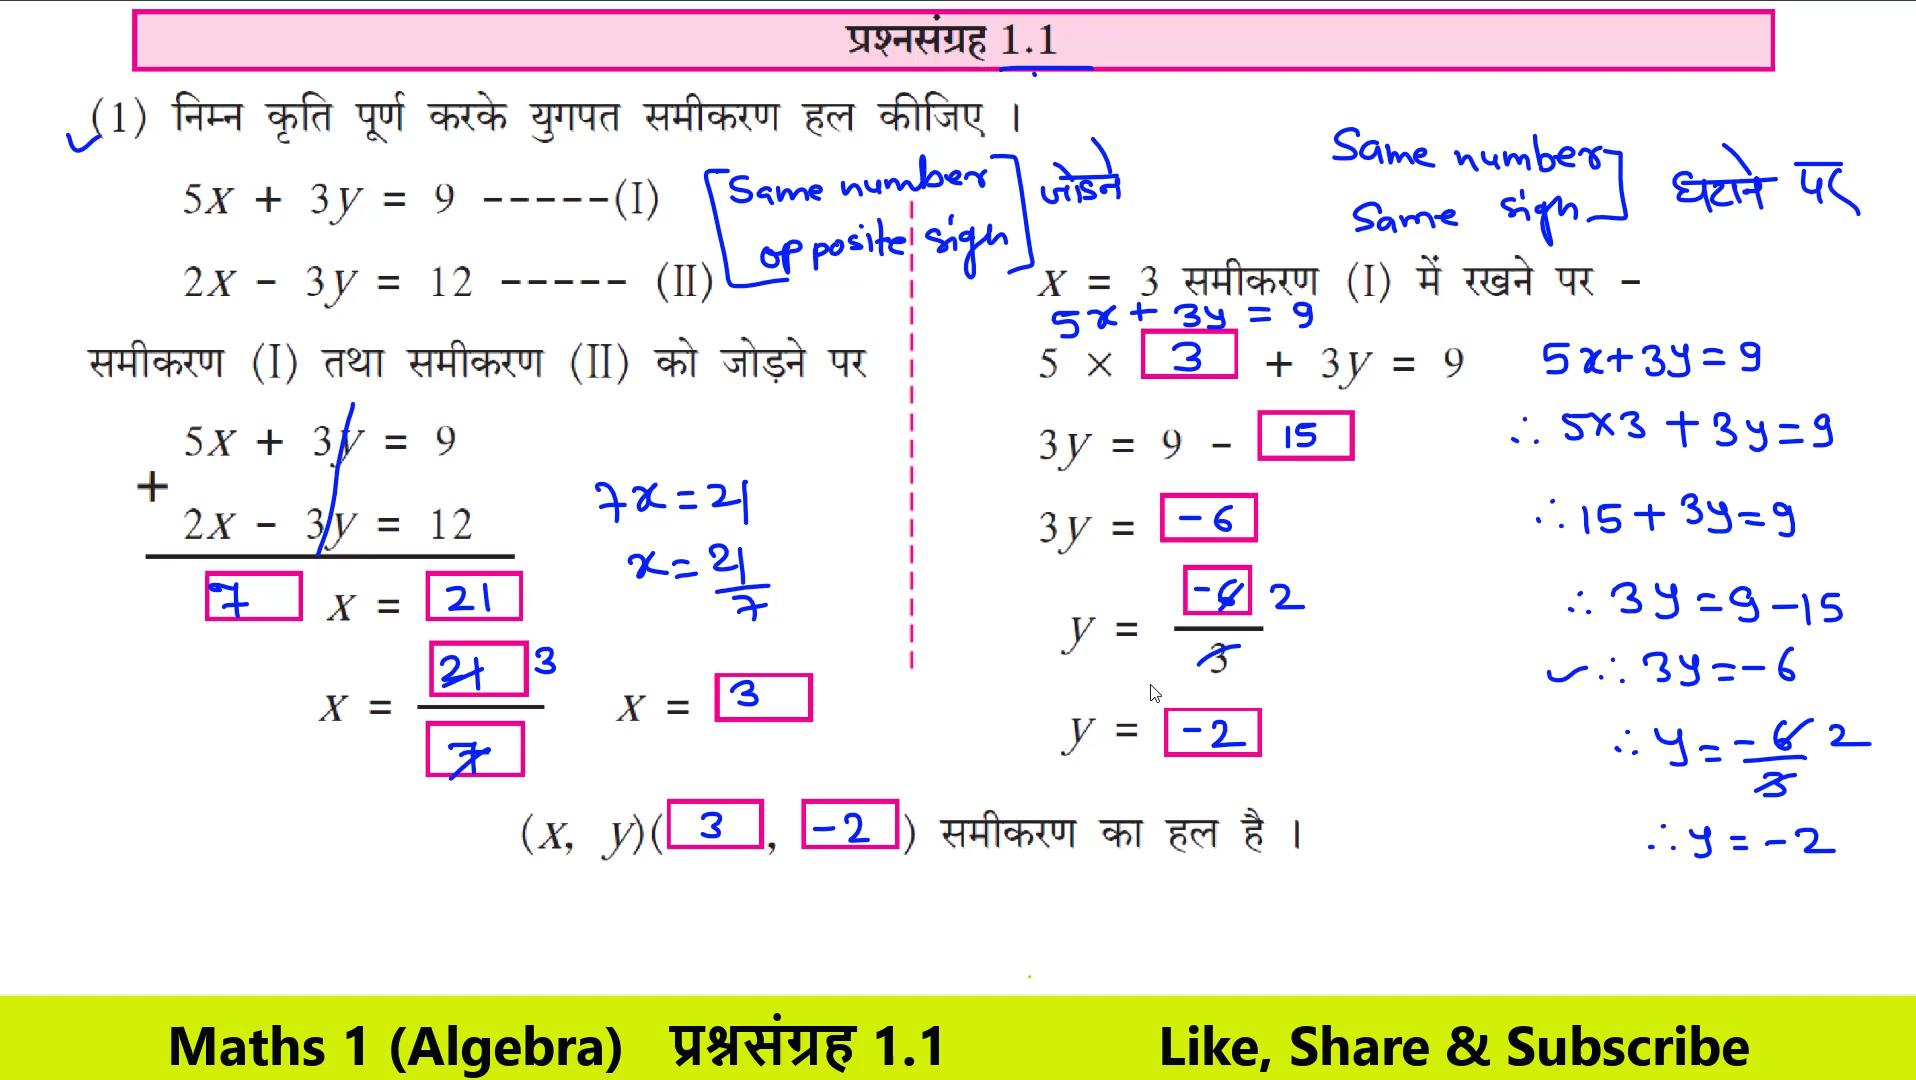 प्रश्नसंग्रह 1.1
(1) निम्न कृति पूर्ण करके युगपत समीकरण हल कीजिए ।
5x + 3y = 9 -----(I)
2x - 3y = 12 ----- (II)
Same number
opposite sign
जोडने
Same number
Same sign
घटाने पर
समीकरण (I) तथा समीकरण (II) को जोड़ने पर
5x + 3y = 9
+
2x - 3y = 12
7 x = 21
x = 21 3
7
x = 3
7x = 21
x = 21
7
x = 3 समीकरण (I) में रखने पर -
5x + 3y = 9
5 × 3 + 3y = 9
3y = 9 - 15
3y = -6
y = -6 2
3
y = -2
5x + 3y = 9
∴ 5×3 + 3y = 9
∴ 15 + 3y = 9
∴ 3y = 9 - 15
∴ 3y = -6
∴ y = -6 2
3
∴ y = -2
(x, y)( 3 , -2 ) समीकरण का हल है ।
Maths 1 (Algebra) प्रश्नसंग्रह 1.1 Like, Share & Subscribe